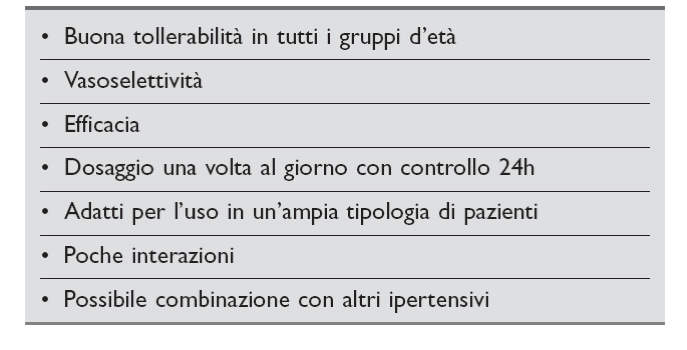 • Buona tollerabilità in tutti i gruppi d’età
• Vasoselettività
• Efficacia
• Dosaggio una volta al giorno con controllo 24h
• Adatti per l’uso in un’ampia tipologia di pazienti
• Poche interazioni
• Possibile combinazione con altri ipertensivi